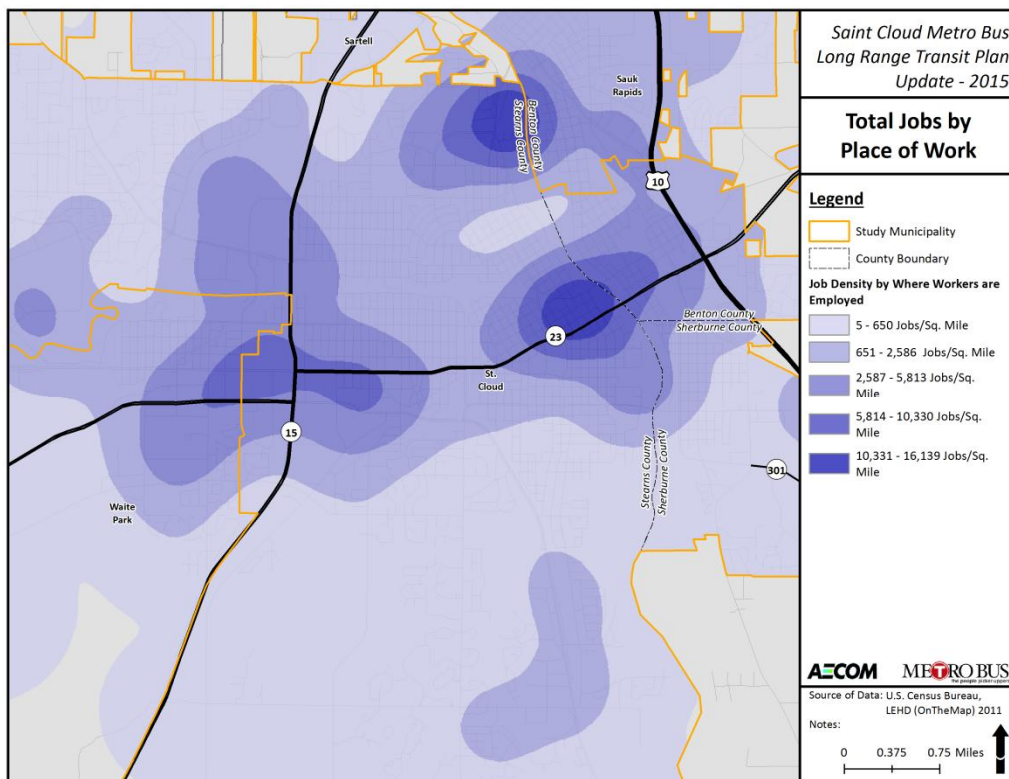 Saint Cloud Metro Bus
Long Range Transit Plan
Update - 2015
Total Jobs by
Place of Work
Legend
Study Municipality
County Boundary
Job Density by Where Workers are
Employed
5 - 650 Jobs/Sq. Mile
651 - 2,586 Jobs/Sq. Mile
2,587 - 5,813 Jobs/Sq.
Mile
5,814 - 10,330 Jobs/Sq.
Mile
10,331 - 16,139 Jobs/Sq.
Mile
AECOM
METRO BUS
the people picker uppers
Source of Data: U.S. Census Bureau,
LEHD (OnTheMap) 2011
Notes:
0 0.375 0.75 Miles
Sartell
Sauk
Rapids
Benton County
Stearns County
10
Benton County
Sherburne County
23
St.
Cloud
15
Stearns County
Sherburne County
301
Waite
Park